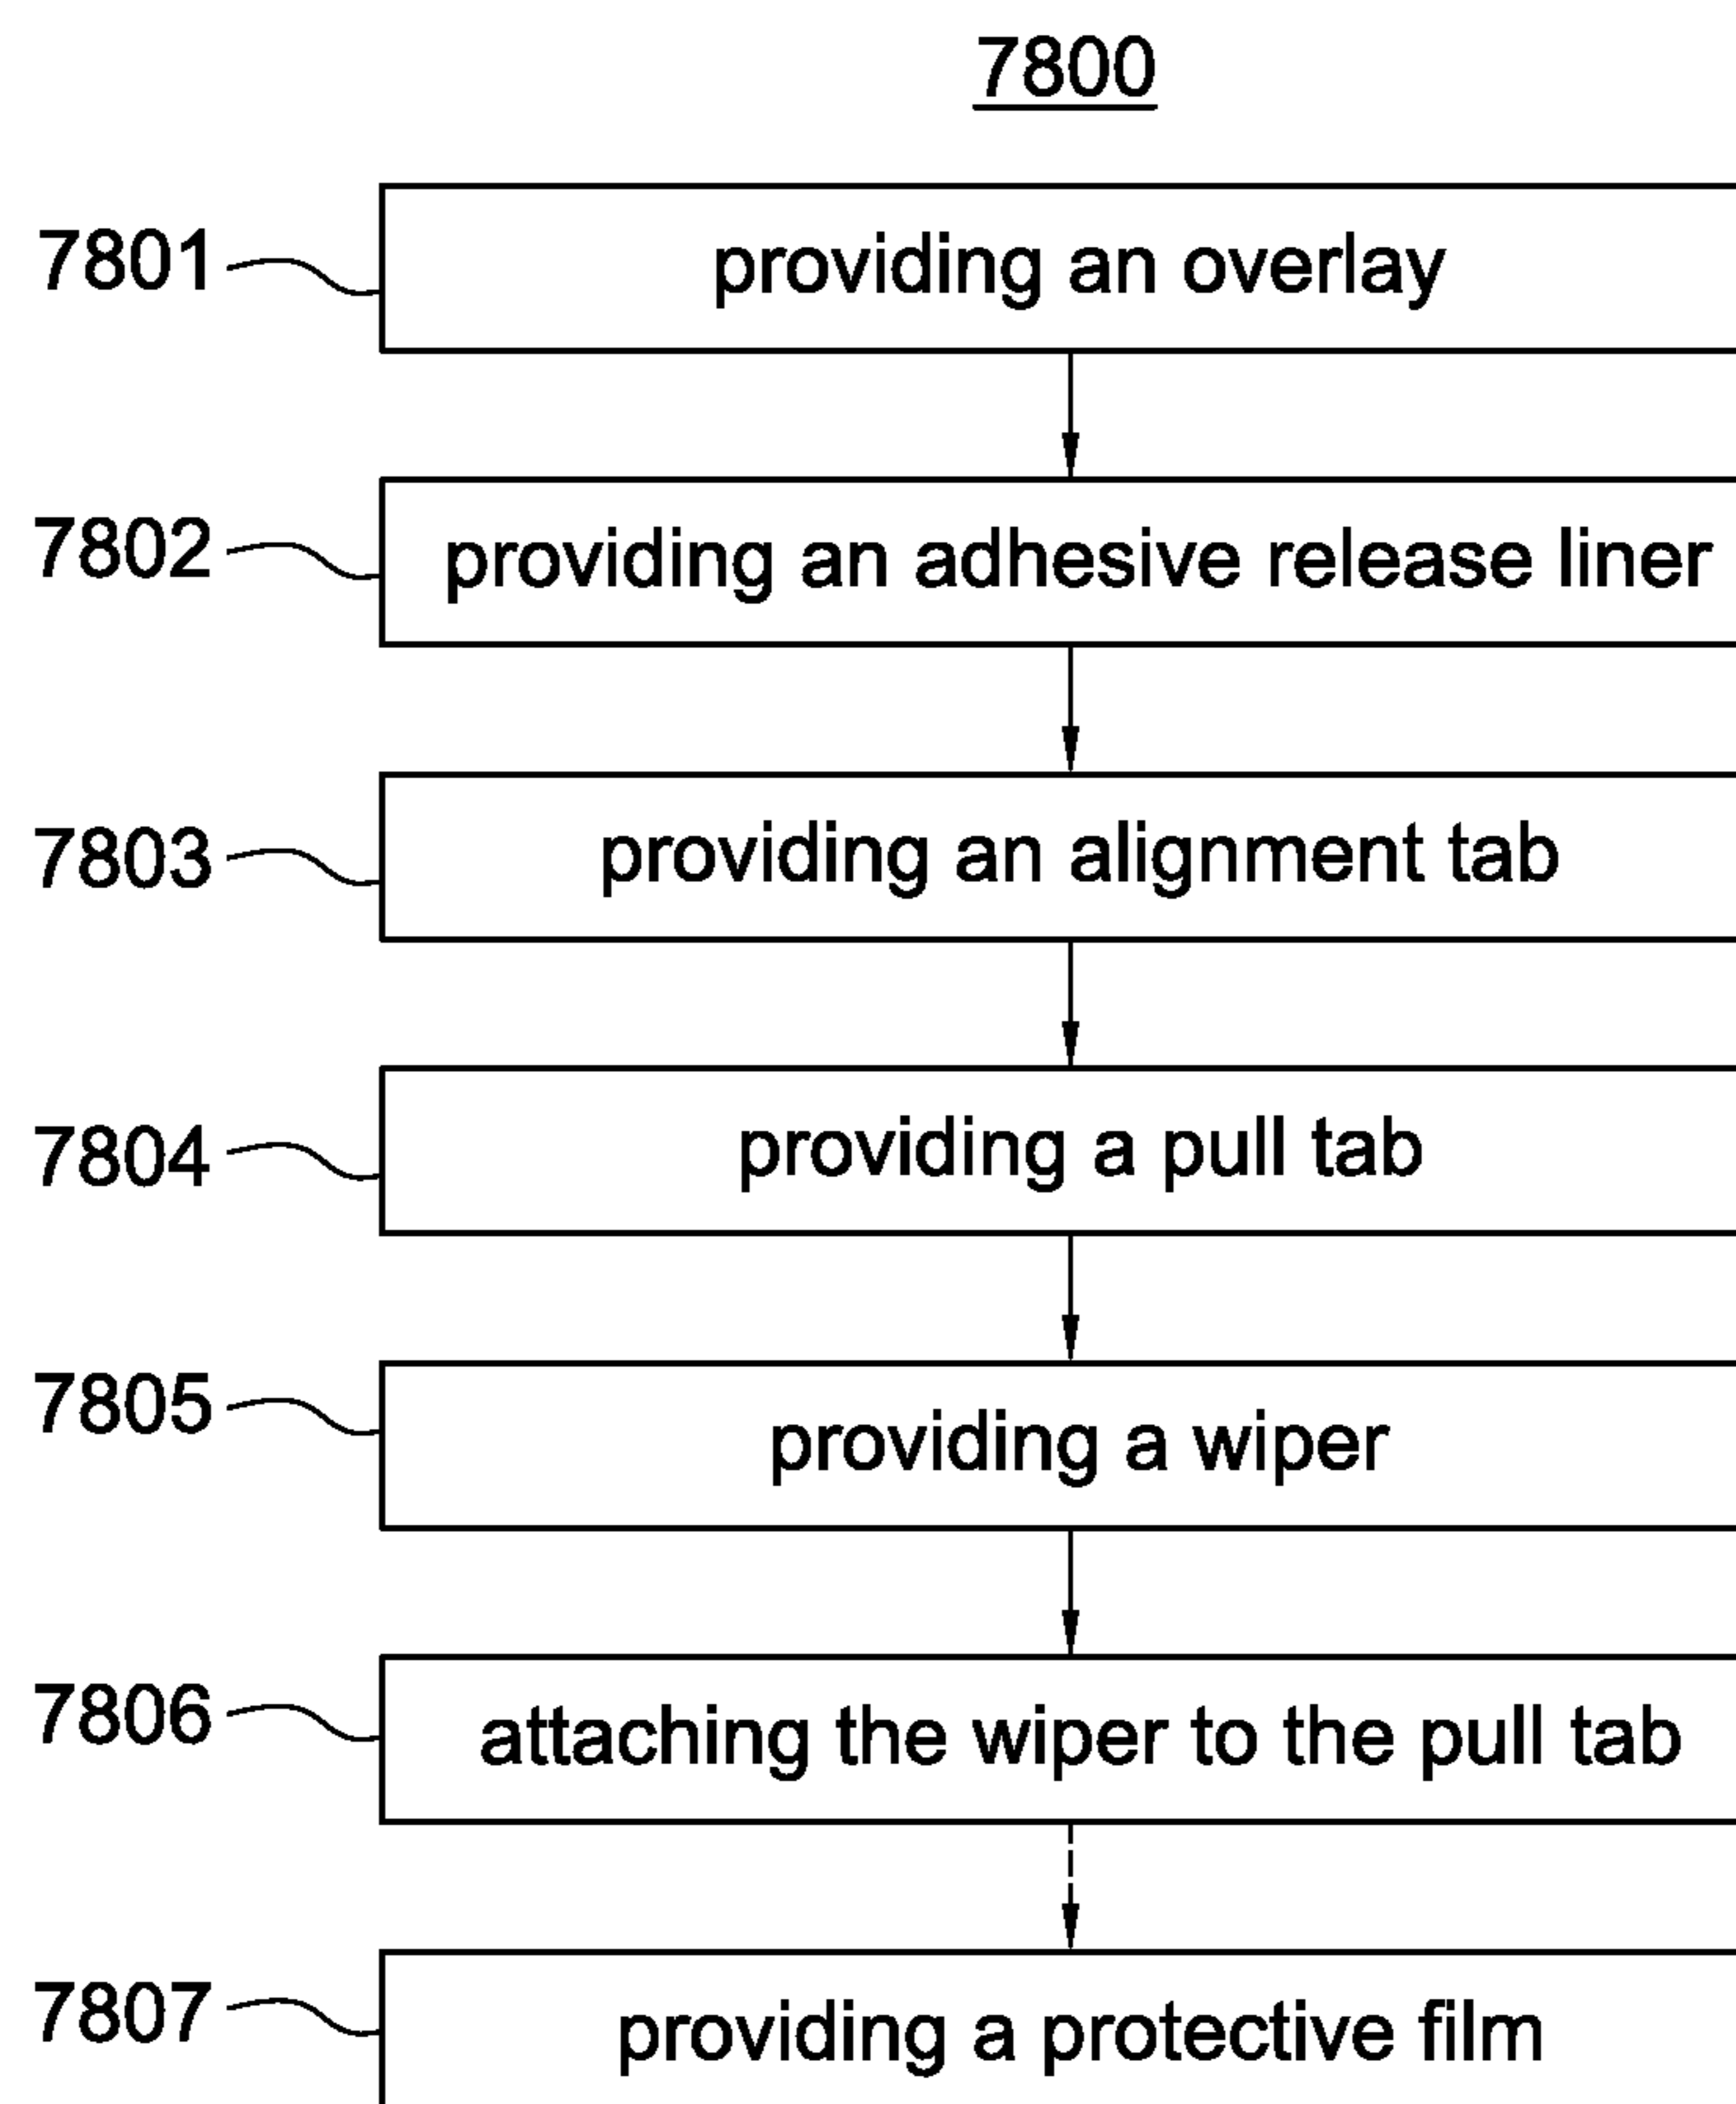 7800
7801 providing an overlay
7802 providing an adhesive release liner
7803 providing an alignment tab
7804 providing a pull tab
7805 providing a wiper
7806 attaching the wiper to the pull tab
7807 providing a protective film